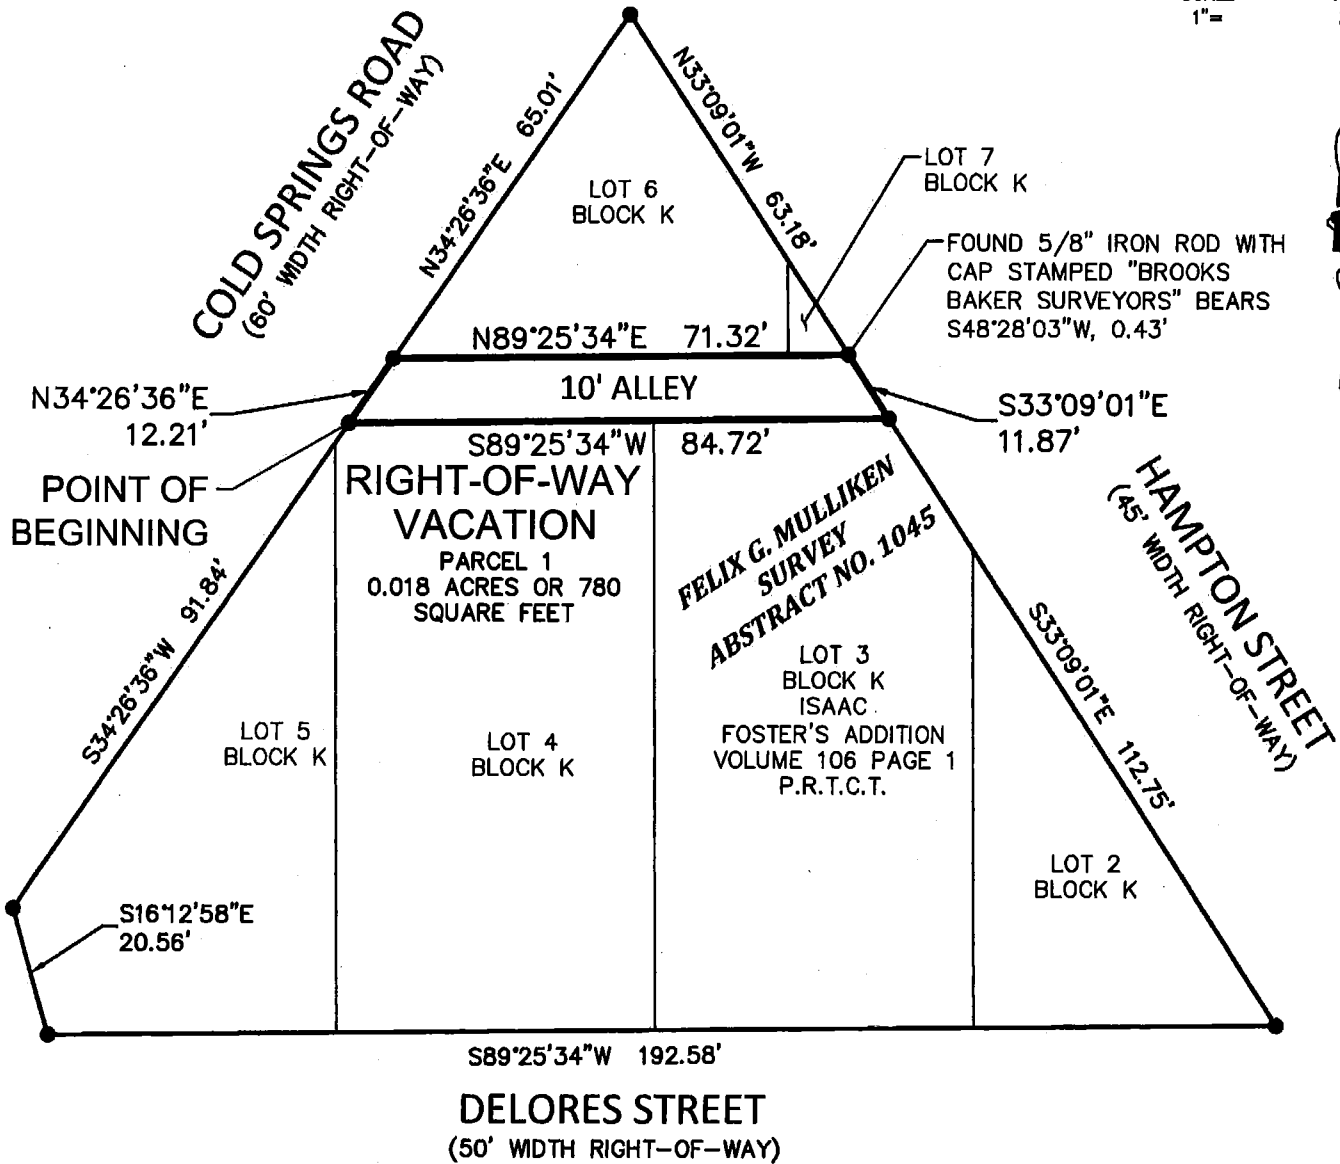 1"=
COLD SPRINGS ROAD
(60' WIDTH RIGHT-OF-WAY)
N34°26'36"E 65.01'
N33°09'01"W 63.18'
LOT 6
BLOCK K
LOT 7
BLOCK K
FOUND 5/8" IRON ROD WITH
CAP STAMPED "BROOKS
BAKER SURVEYORS" BEARS
S48°28'03"W, 0.43'
N89°25'34"E 71.32'
10' ALLEY
N34°26'36"E
12.21'
S33°09'01"E
11.87'
S89°25'34"W 84.72'
POINT OF
BEGINNING
RIGHT-OF-WAY
VACATION
PARCEL 1
0.018 ACRES OR 780
SQUARE FEET
FELIX G. MULLIKEN
SURVEY
ABSTRACT NO. 1045
HAMPTON STREET
(45' WIDTH RIGHT-OF-WAY)
S34°26'36"W 91.84'
S33°09'01"E 112.75'
LOT 5
BLOCK K
LOT 4
BLOCK K
LOT 3
BLOCK K
ISAAC
FOSTER'S ADDITION
VOLUME 106 PAGE 1
P.R.T.C.T.
LOT 2
BLOCK K
S16°12'58"E
20.56'
S89°25'34"W 192.58'
DELORES STREET
(50' WIDTH RIGHT-OF-WAY)